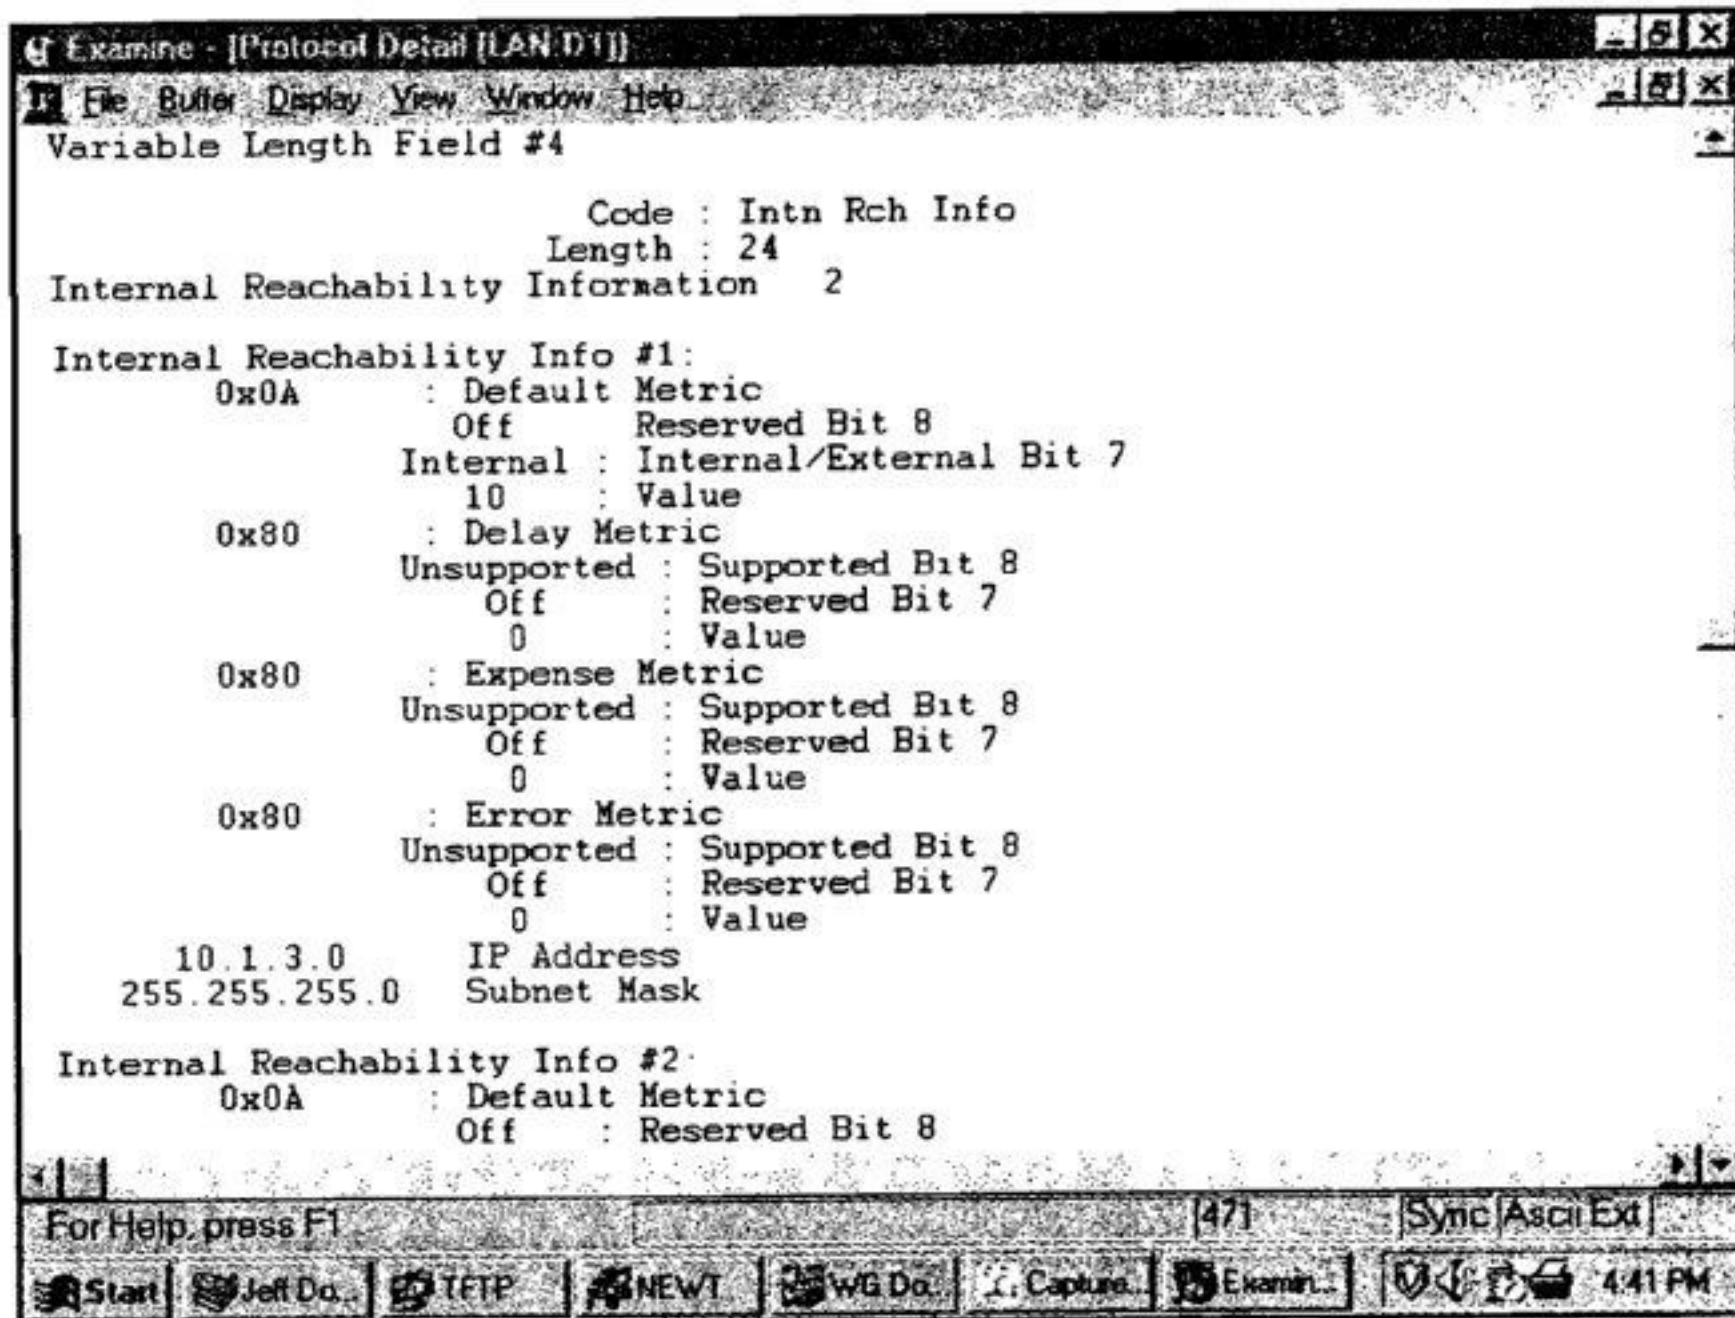 Examine - [Protocol Detail [LAN D1]]
File Buffer Display View Window Help
Variable Length Field #4
Code : Intn Rch Info
Length : 24
Internal Reachability Information 2
Internal Reachability Info #1:
0x0A : Default Metric
Off Reserved Bit 8
Internal : Internal/External Bit 7
10 : Value
0x80 : Delay Metric
Unsupported : Supported Bit 8
Off : Reserved Bit 7
0 : Value
0x80 : Expense Metric
Unsupported : Supported Bit 8
Off : Reserved Bit 7
0 : Value
0x80 : Error Metric
Unsupported : Supported Bit 8
Off : Reserved Bit 7
0 : Value
10.1.3.0 IP Address
255.255.255.0 Subnet Mask
Internal Reachability Info #2:
0x0A : Default Metric
Off : Reserved Bit 8
For Help, press F1 [47] Sync Ascii Ext
Start Jeff Do... TFTP NEWT WG Do... Capture... Examin... 4:41 PM